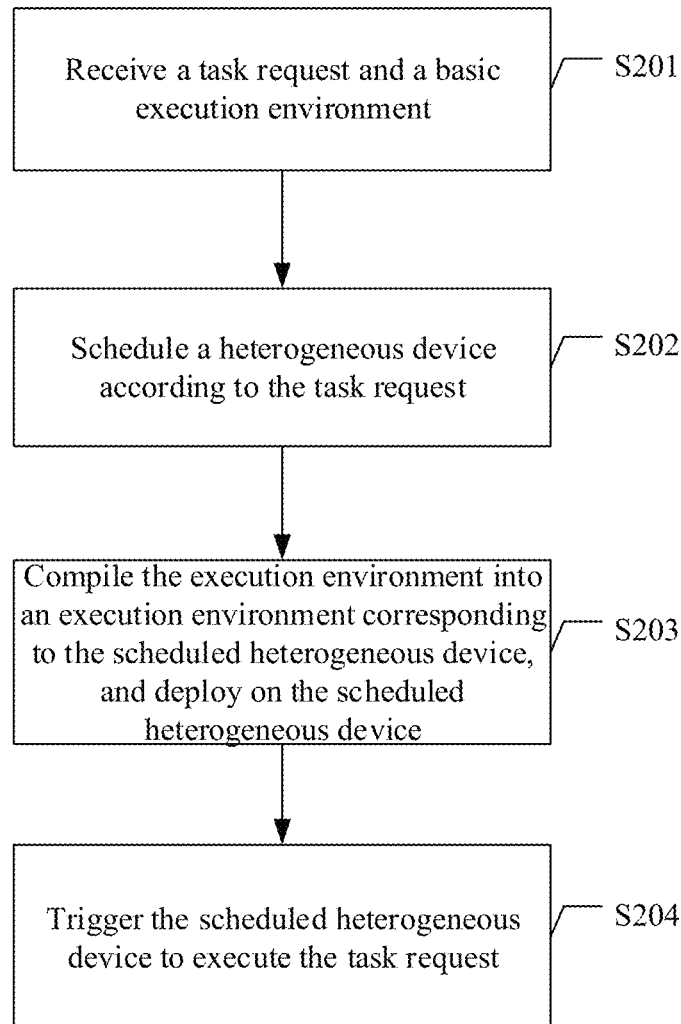 Receive a task request and a basic
execution environment
S201
Schedule a heterogeneous device
according to the task request
S202
Compile the execution environment into
an execution environment corresponding
to the scheduled heterogeneous device,
and deploy on the scheduled
heterogeneous device
S203
Trigger the scheduled heterogeneous
device to execute the task request
S204